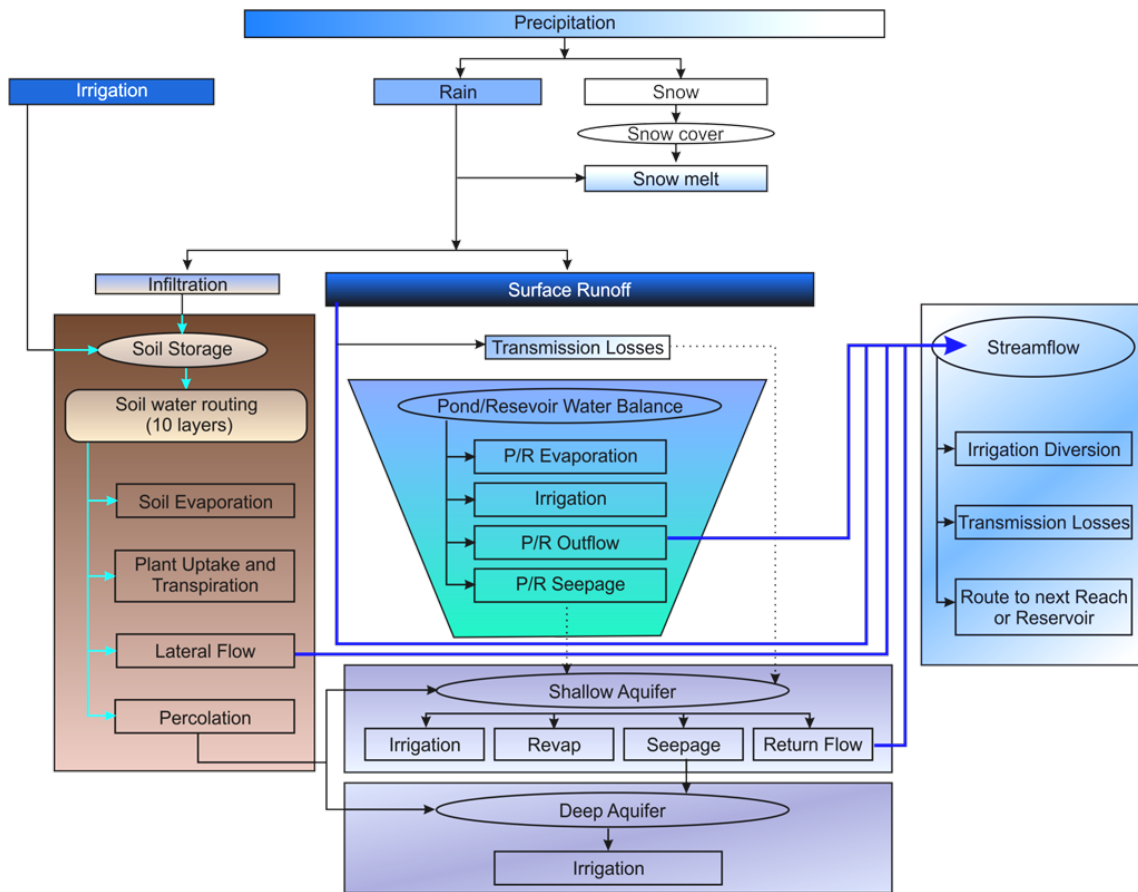 Precipitation
Irrigation
Rain
Snow
Snow cover
Snow melt
Infiltration
Surface Runoff
Soil Storage
Transmission Losses
Streamflow
Soil water routing
(10 layers)
Pond/Resevoir Water Balance
P/R Evaporation
Irrigation
P/R Outflow
P/R Seepage
Soil Evaporation
Plant Uptake and
Transpiration
Lateral Flow
Percolation
Irrigation Diversion
Transmission Losses
Route to next Reach
or Reservoir
Shallow Aquifer
Irrigation
Revap
Seepage
Return Flow
Deep Aquifer
Irrigation